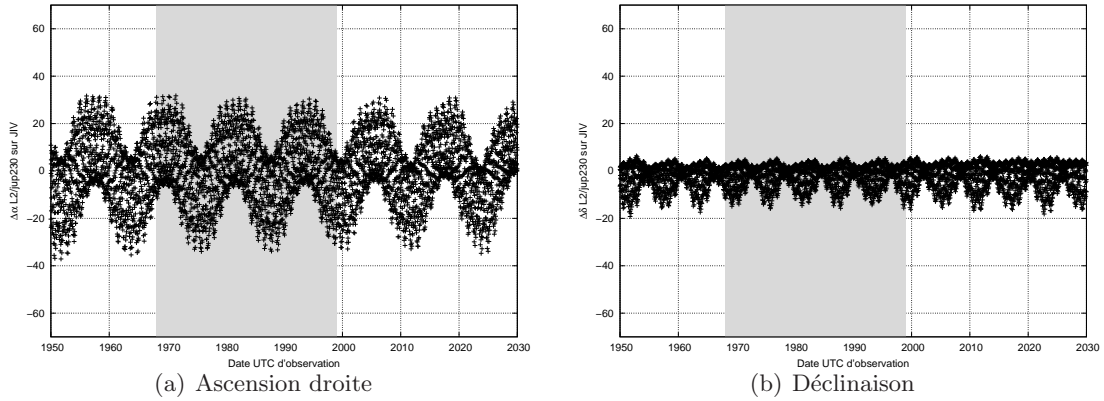 60
40
20
0
−20
−40
−60
Δα L2/jup230 sur JIV
1950 1960 1970 1980 1990 2000 2010 2020 2030
Date UTC d'observation
(a) Ascension droite
60
40
20
0
−20
−40
−60
Δδ L2/jup230 sur JIV
1950 1960 1970 1980 1990 2000 2010 2020 2030
Date UTC d'observation
(b) Déclinaison